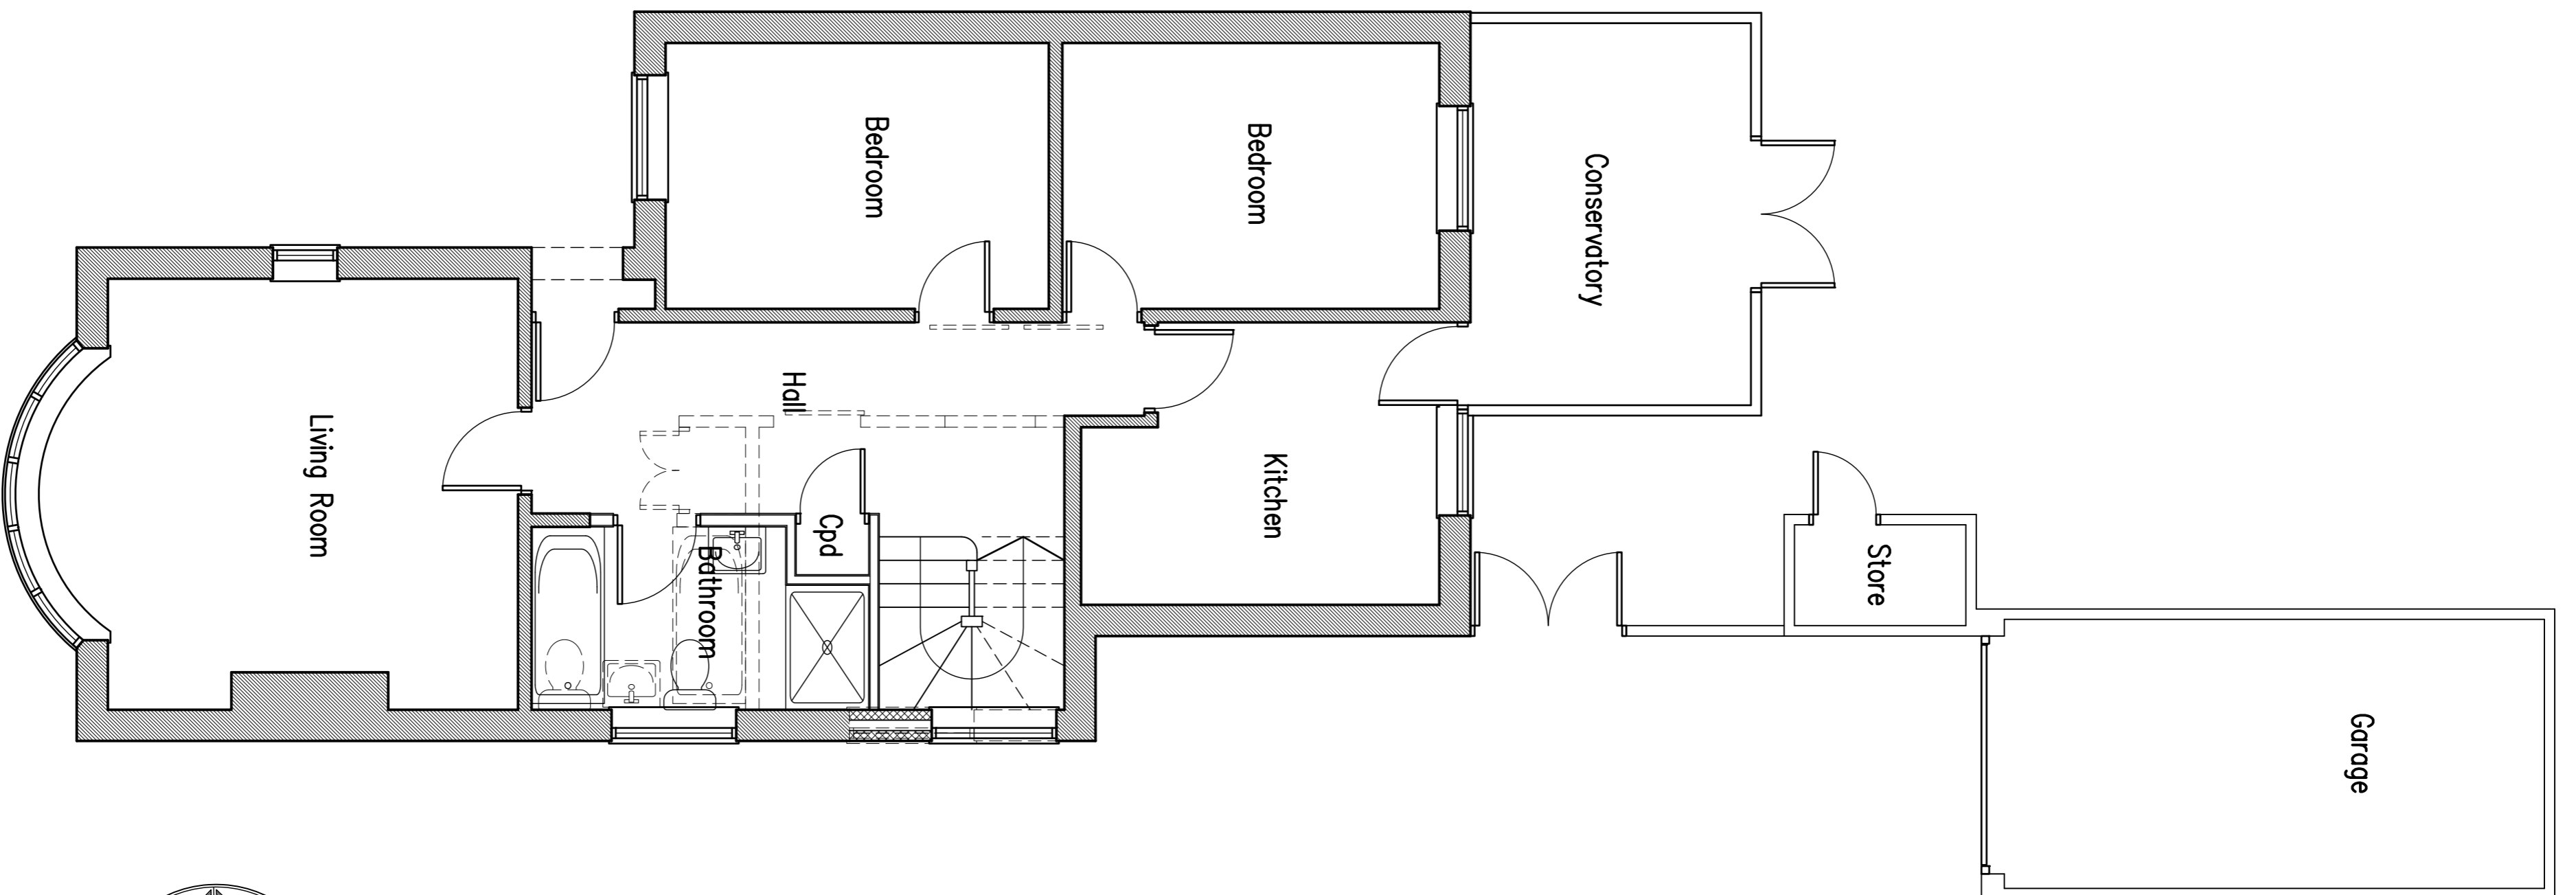 Bedroom
Bedroom
Conservatory
Hall
Living Room
Kitchen
Cpd
Bathroom
Store
Garage